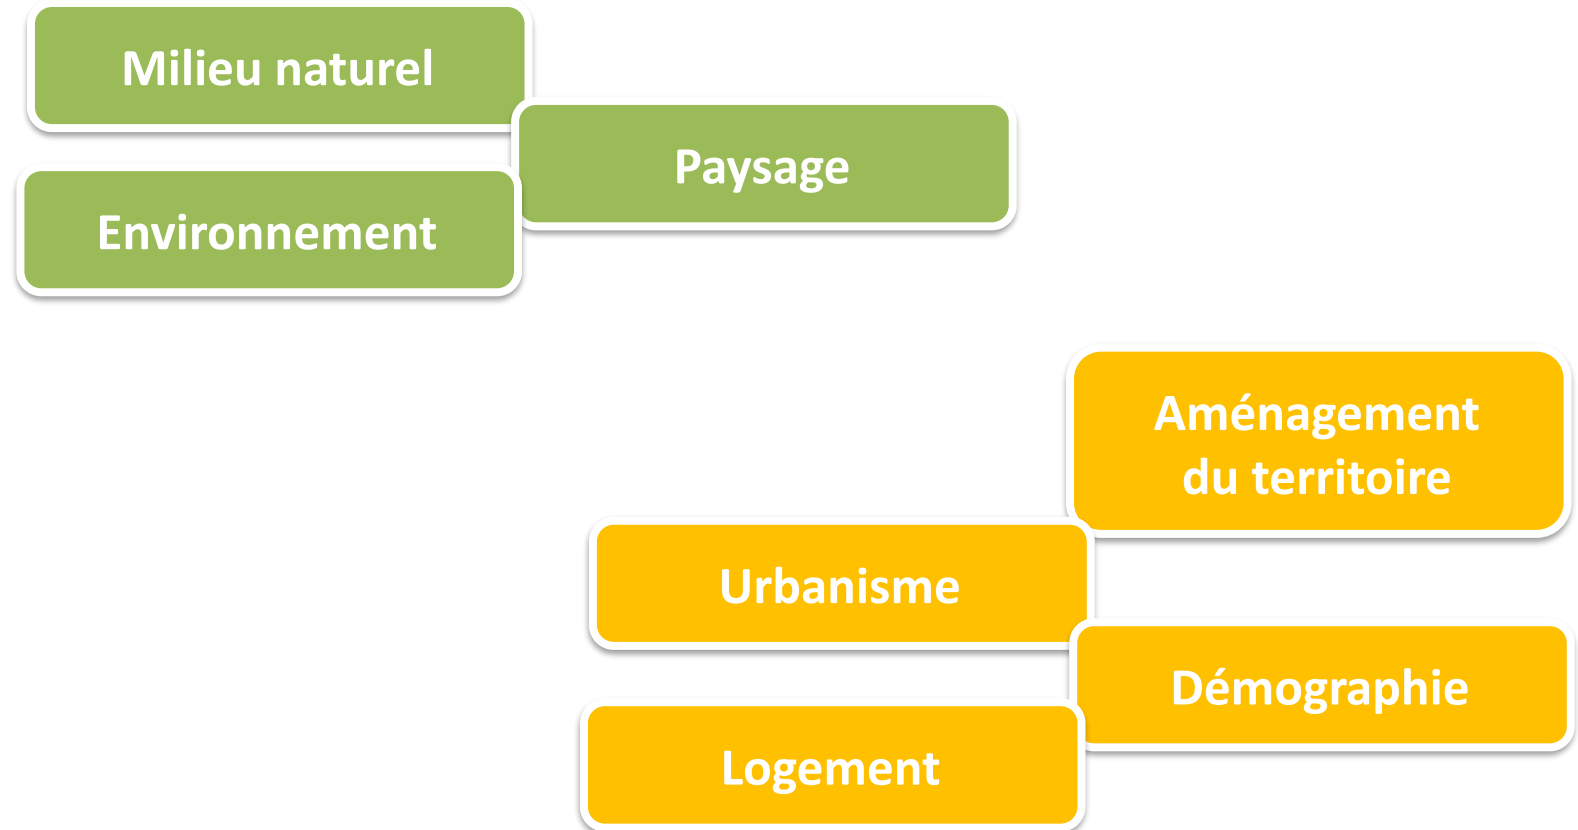 Milieu naturel
Paysage
Environnement
Aménagement
du territoire
Urbanisme
Démographie
Logement